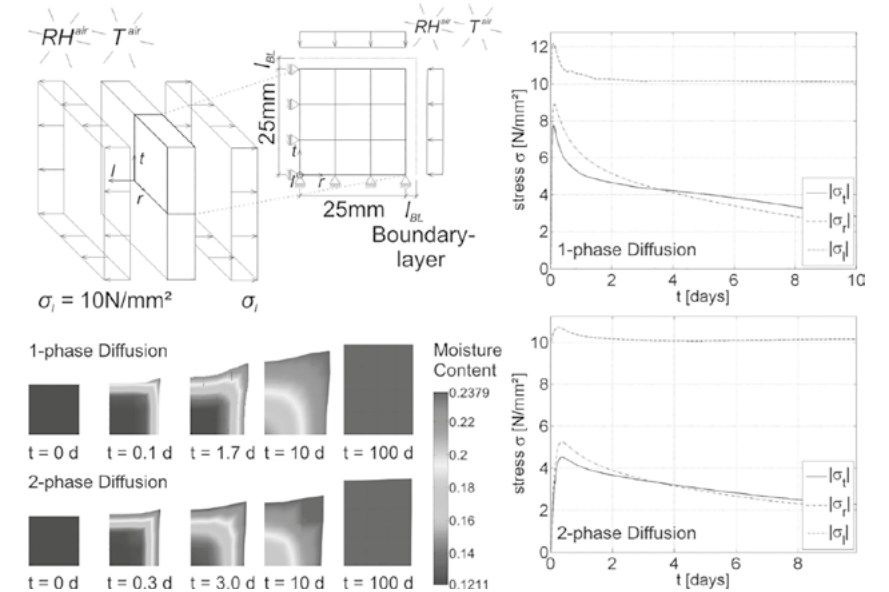 RH^air T^air
RH^air T^air
l_BL
25mm
t
l r
25mm l_BL
Boundary-
layer
t
l
r
σ_i = 10N/mm² σ_i
1-phase Diffusion
t = 0 d t = 0.1 d t = 1.7 d t = 10 d t = 100 d
2-phase Diffusion
t = 0 d t = 0.3 d t = 3.0 d t = 10 d t = 100 d
Moisture
Content
0.2379
0.22
0.2
0.18
0.16
0.14
0.1211
stress σ [N/mm²]
12
10
8
6
4
2
0
1-phase Diffusion
|σ_t|
|σ_r|
|σ_l|
0 2 4 6 8 10
t [days]
stress σ [N/mm²]
10
8
6
4
2
0
2-phase Diffusion
|σ_t|
|σ_r|
|σ_l|
0 2 4 6 8
t [days]